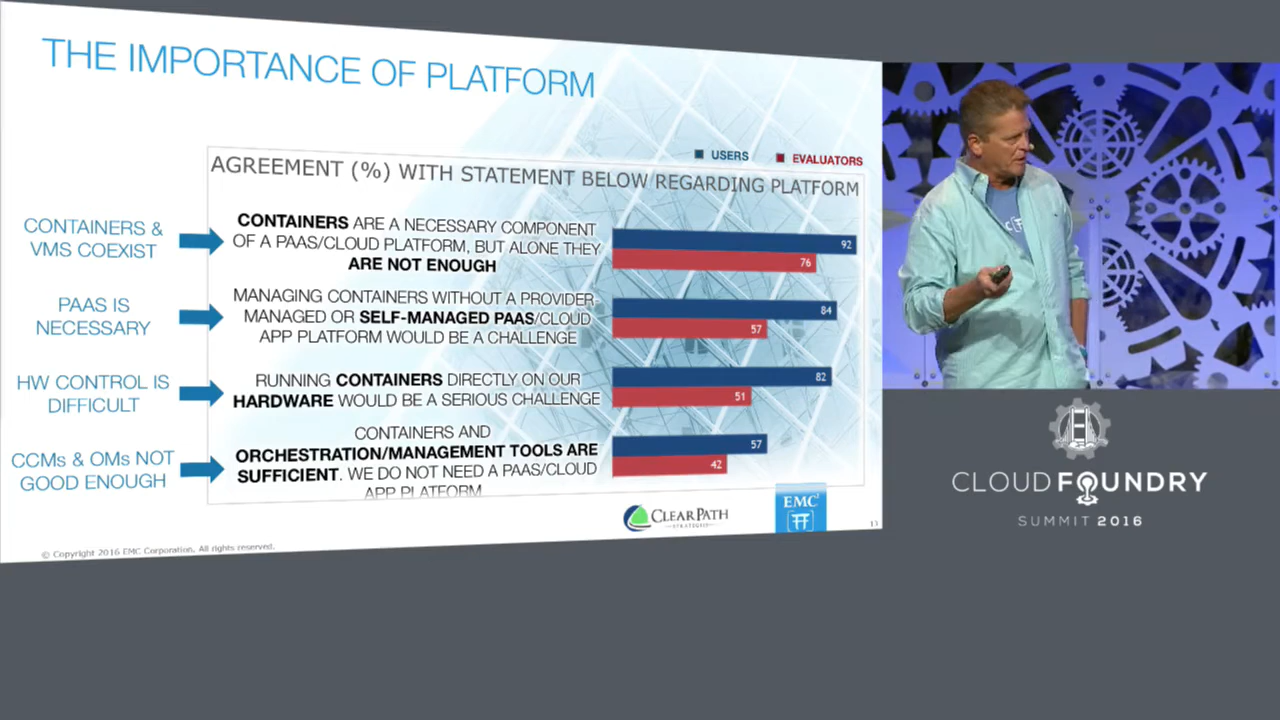 THE IMPORTANCE OF PLATFORM
USERS
EVALUATORS
AGREEMENT (%) WITH STATEMENT BELOW REGARDING PLATFORM
CONTAINERS &
VMS COEXIST
CONTAINERS ARE A NECESSARY COMPONENT
OF A PAAS/CLOUD PLATFORM, BUT ALONE THEY
ARE NOT ENOUGH
92
76
PAAS IS
NECESSARY
MANAGING CONTAINERS WITHOUT A PROVIDER-
MANAGED OR SELF-MANAGED PAAS/CLOUD
APP PLATFORM WOULD BE A CHALLENGE
84
57
HW CONTROL IS
DIFFICULT
RUNNING CONTAINERS DIRECTLY ON OUR
HARDWARE WOULD BE A SERIOUS CHALLENGE
82
51
CCMs & OMs NOT
GOOD ENOUGH
CONTAINERS AND
ORCHESTRATION/MANAGEMENT TOOLS ARE
SUFFICIENT. WE DO NOT NEED A PAAS/CLOUD
APP PLATFORM
57
42
CLEARPATH
STRATEGIES
EMC²
13
© Copyright 2016 EMC Corporation. All rights reserved.
CLOUD FOUNDRY
SUMMIT 2016